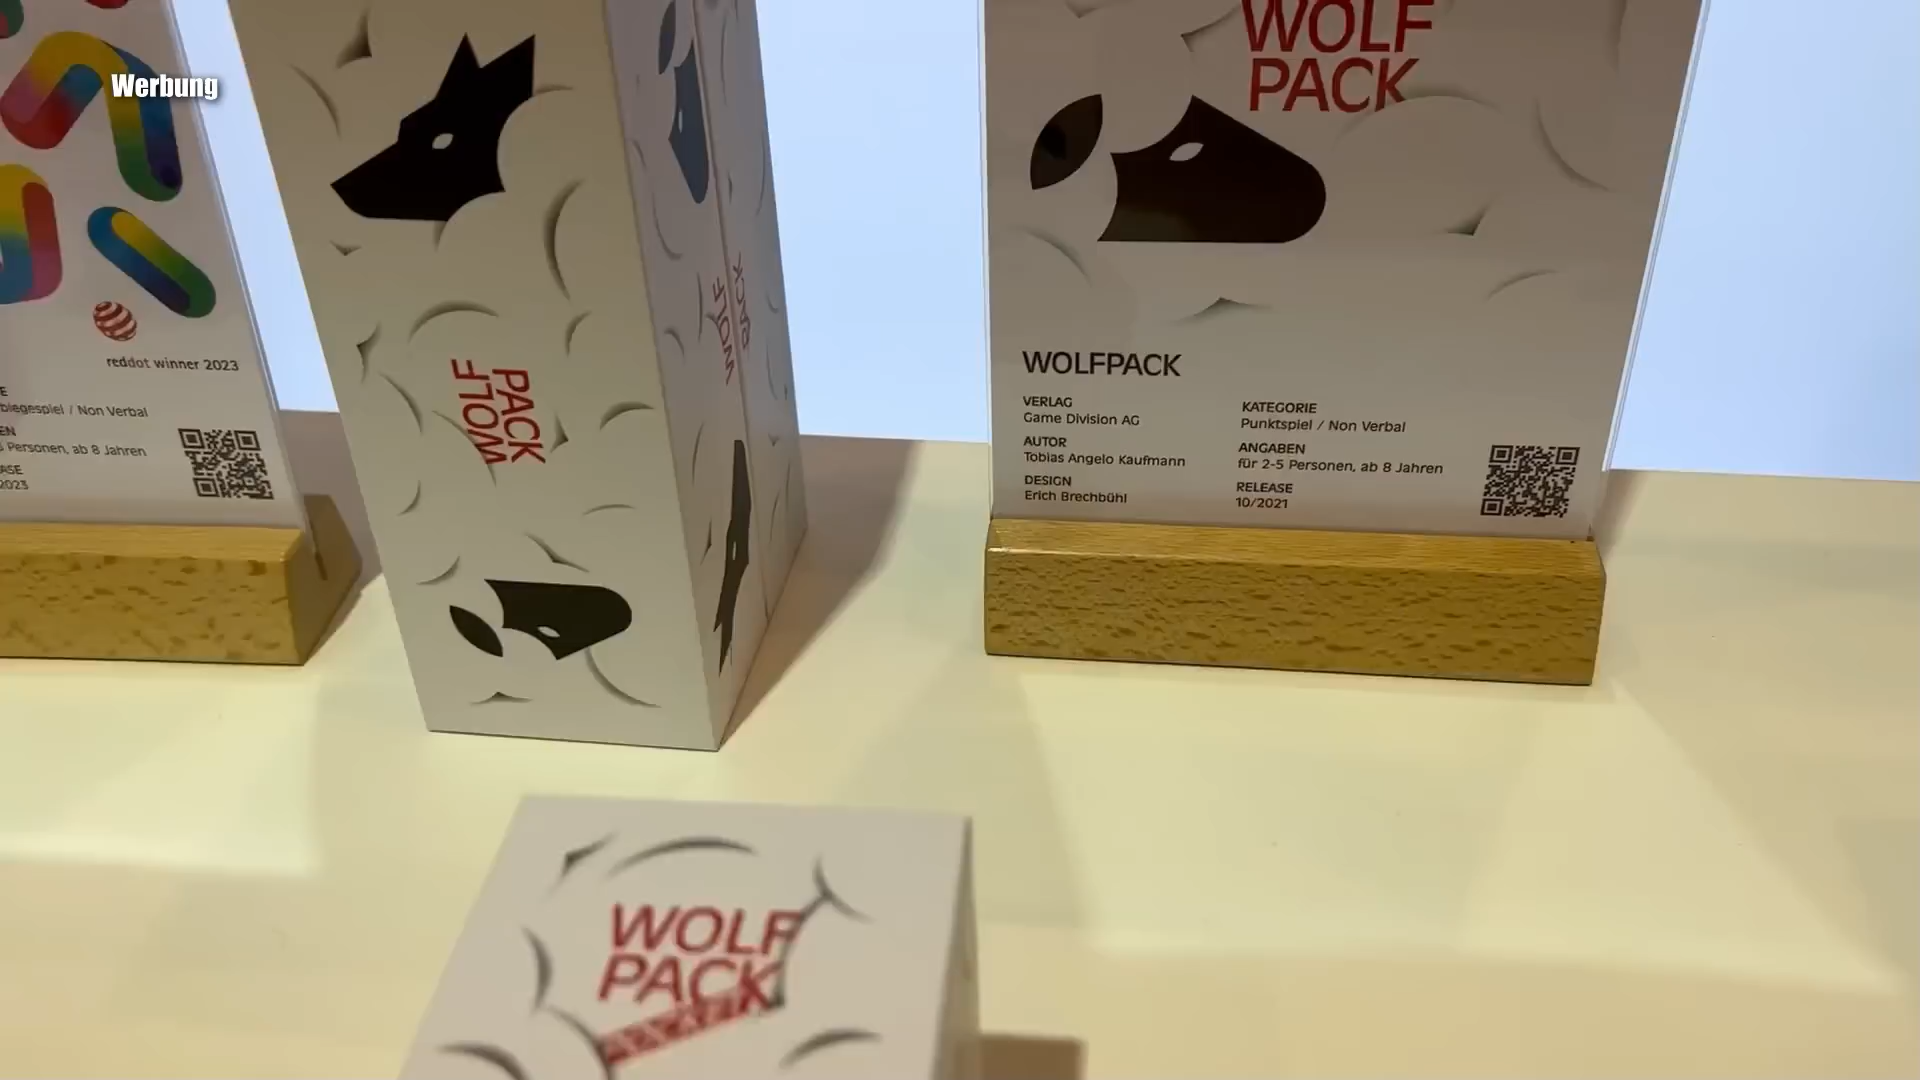 Werbung
reddot winner 2023
biegespiel / Non Verbal
Personen, ab 8 Jahren
2023
WOLF
PACK
WOLF
PACK
WOLF
PACK
WOLFPACK
VERLAG
Game Division AG
AUTOR
Tobias Angelo Kaufmann
DESIGN
Erich Brechbühl
KATEGORIE
Punktspiel / Non Verbal
ANGABEN
für 2-5 Personen, ab 8 Jahren
RELEASE
10/2021
WOLF
PACK